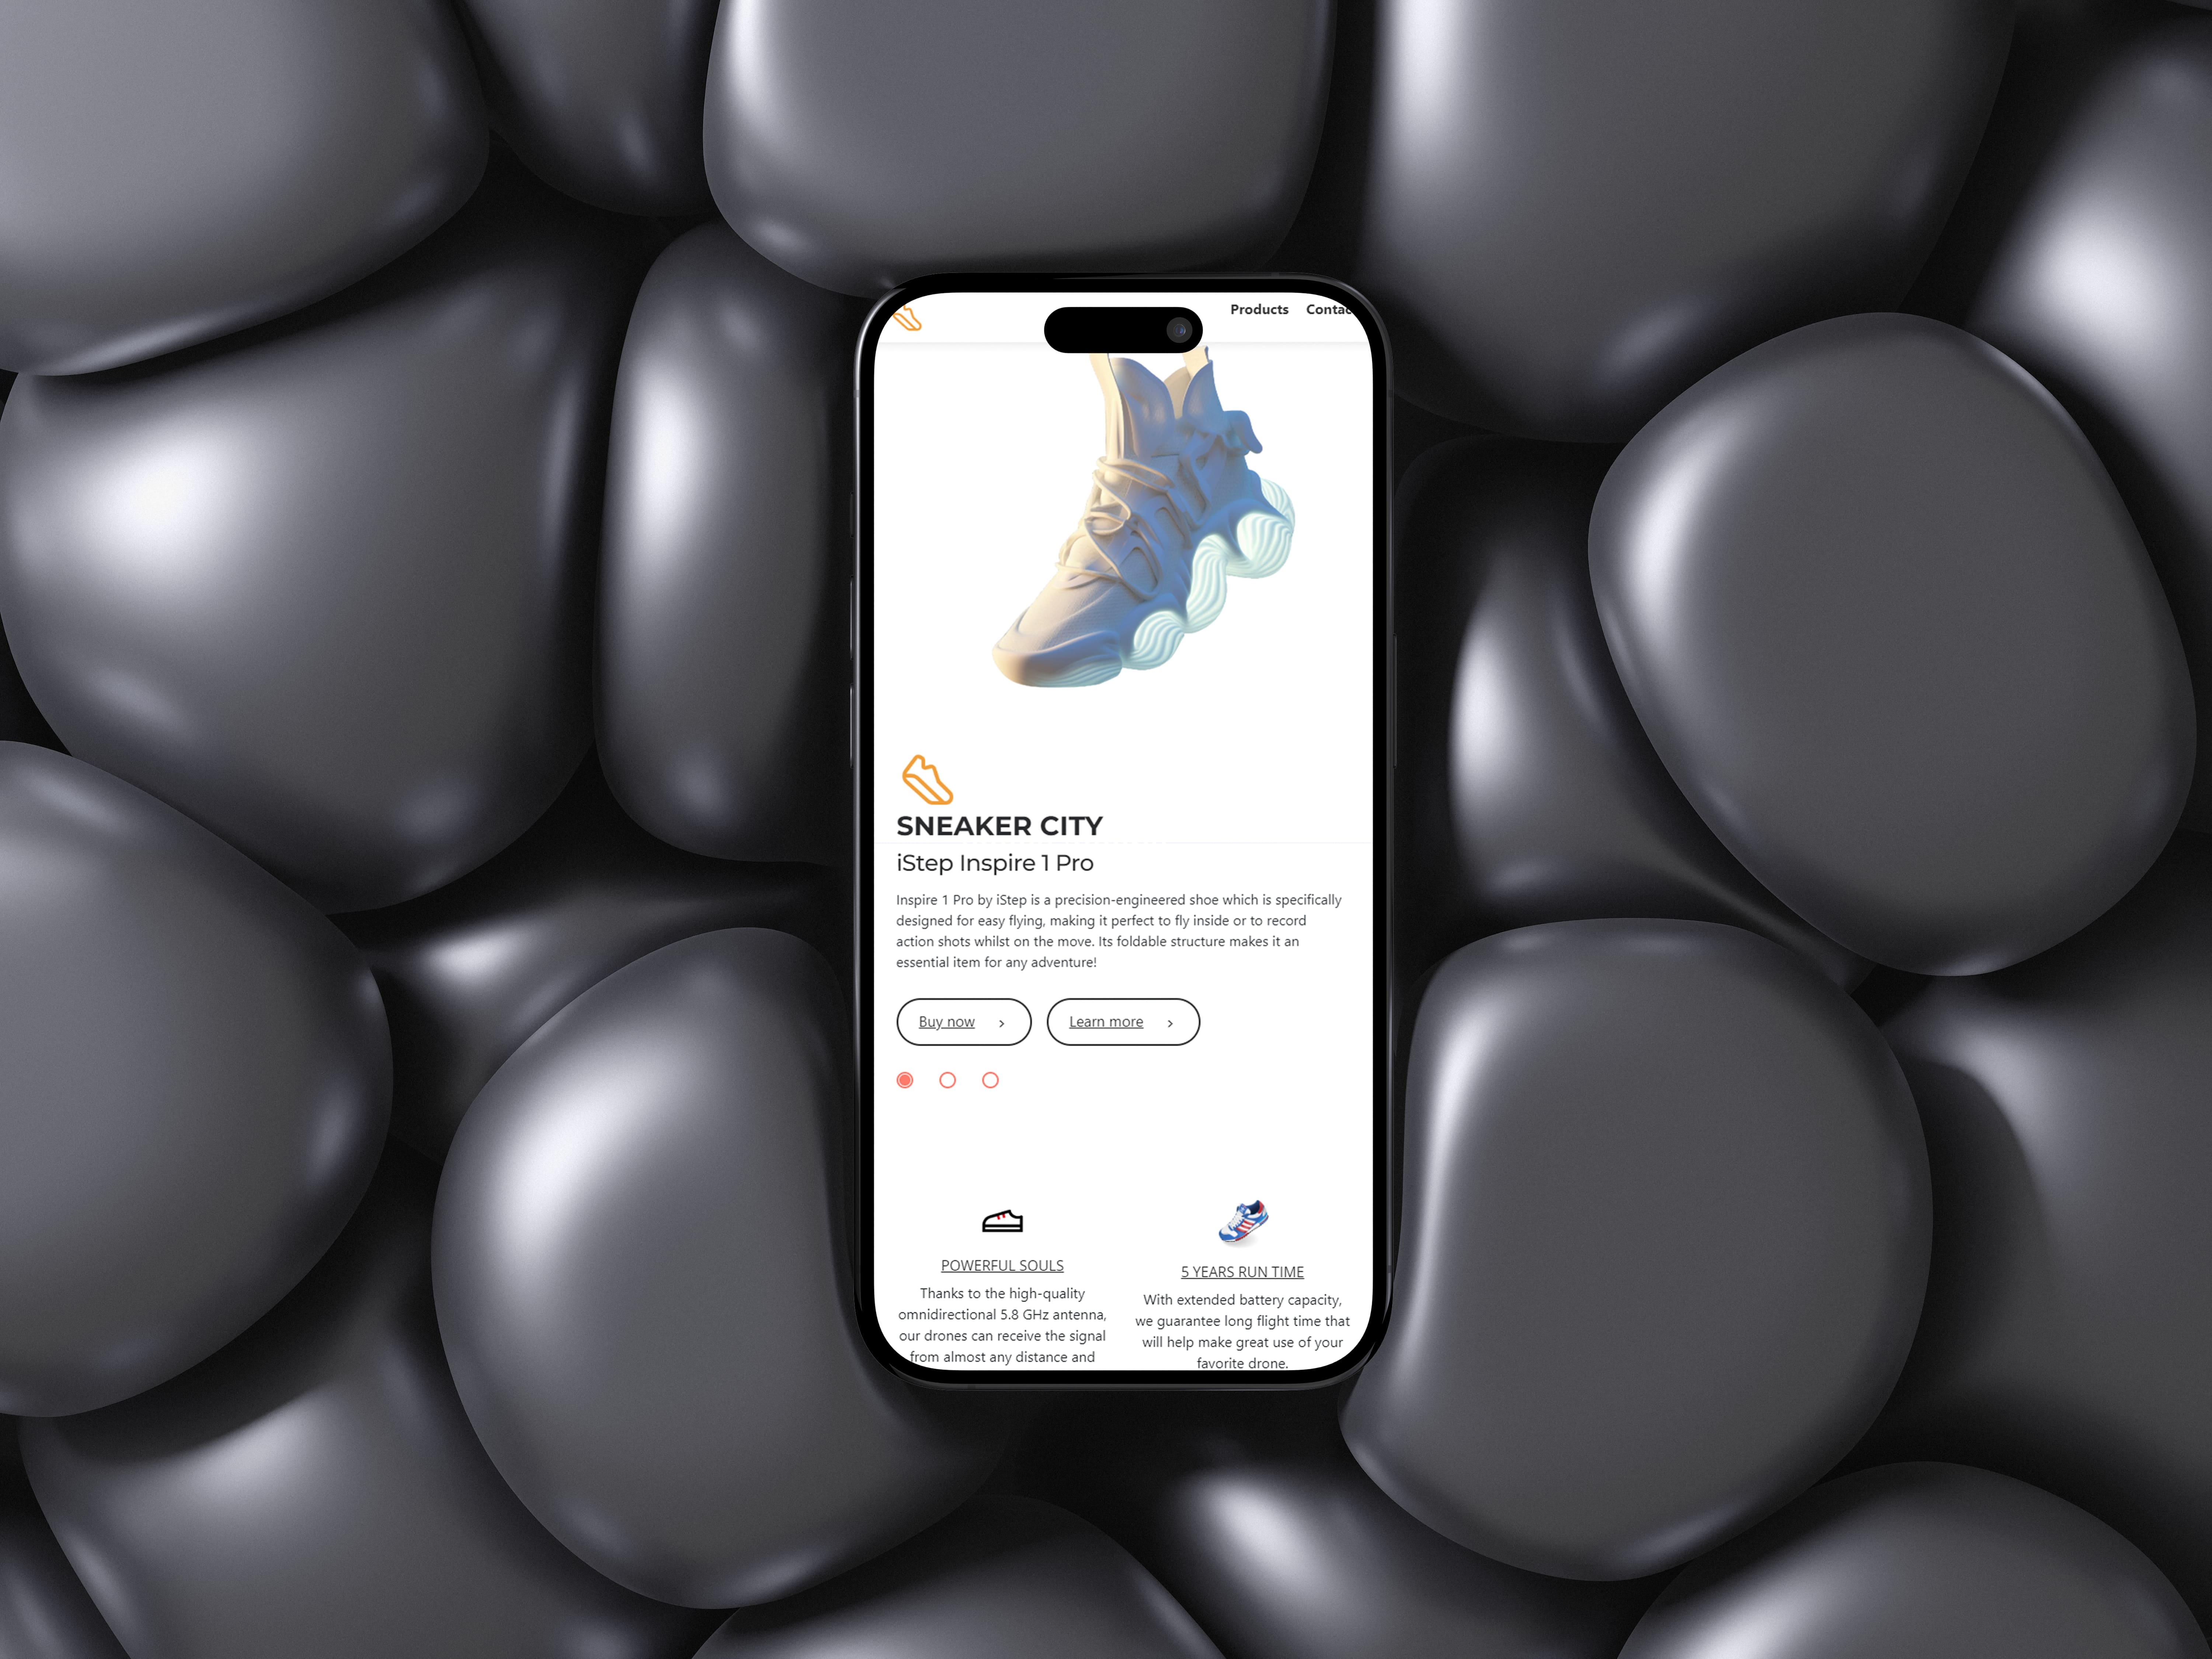 Products Contac
SNEAKER CITY
iStep Inspire 1 Pro
Inspire 1 Pro by iStep is a precision-engineered shoe which is specifically
designed for easy flying, making it perfect to fly inside or to record
action shots whilst on the move. Its foldable structure makes it an
essential item for any adventure!
Buy now Learn more
POWERFUL SOULS
Thanks to the high-quality
omnidirectional 5.8 GHz antenna,
our drones can receive the signal
from almost any distance and
5 YEARS RUN TIME
With extended battery capacity,
we guarantee long flight time that
will help make great use of your
favorite drone.